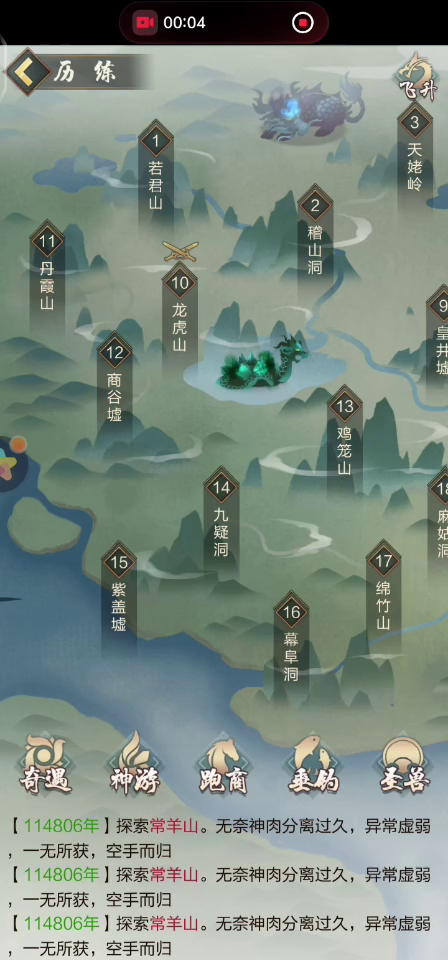 00:04
历练
飞升
1
若君山
2
稽山洞
3
天姥岭
11
丹霞山
10
龙虎山
9
皇井墟
12
商谷墟
13
鸡笼山
14
九疑洞
18
麻姑洞
15
紫盖墟
17
绵竹山
16
幕阜洞
奇遇
神游
跑商
垂钓
圣兽
【114806年】探索常羊山。无奈神肉分离过久，异常虚弱
，一无所获，空手而归
【114806年】探索常羊山。无奈神肉分离过久，异常虚弱
，一无所获，空手而归
【114806年】探索常羊山。无奈神肉分离过久，异常虚弱
，一无所获，空手而归